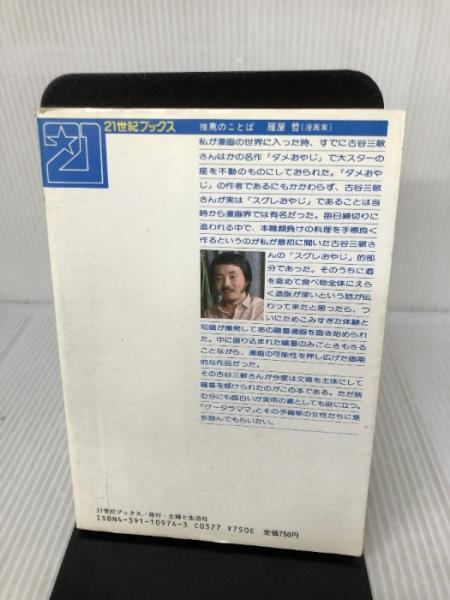 21
21世紀ブックス
推薦のことば 雁屋 哲(漫画家)
私が漫画の世界に入った時、すでに古谷三敏
さんはかの名作「ダメおやじ」で大スターの
座を不動のものにしておられた。「ダメおや
じ」の作者であるにもかかわらず、古谷三敏
さんが実は「スグレおやじ」であることは当
時から漫画界では有名だった。毎日締切りに
追われる中で、本職顔負けの料理を手際良く
作るというのが私が最初に聞いた古谷三敏さ
んの「スグレおやじ」的部
分であった。そのうちに酒
を含めて食べ物全体にえら
く造詣が深いという話が伝
わって来たと思ったら、つ
いにためこみすぎた体験と
知識が爆発してあの薀蓄漫画を描き始められ
た。中に盛り込まれた薀蓄のみごとさもさる
ことながら、漫画の可能性を押し広げた画期
的な作品だった。
その古谷三敏さんが今度は文章を主体にして
薀蓄を傾けられたのがこの本である。ただ読
む分にも面白いが実用の書としても役に立つ。
「グータラママ」とその予備軍の女性たちに是
非読んでもらいたい。
21世紀ブックス/発行・主婦と生活社
ISBN4-391-10974-3 C0377 ¥750E 定価750円